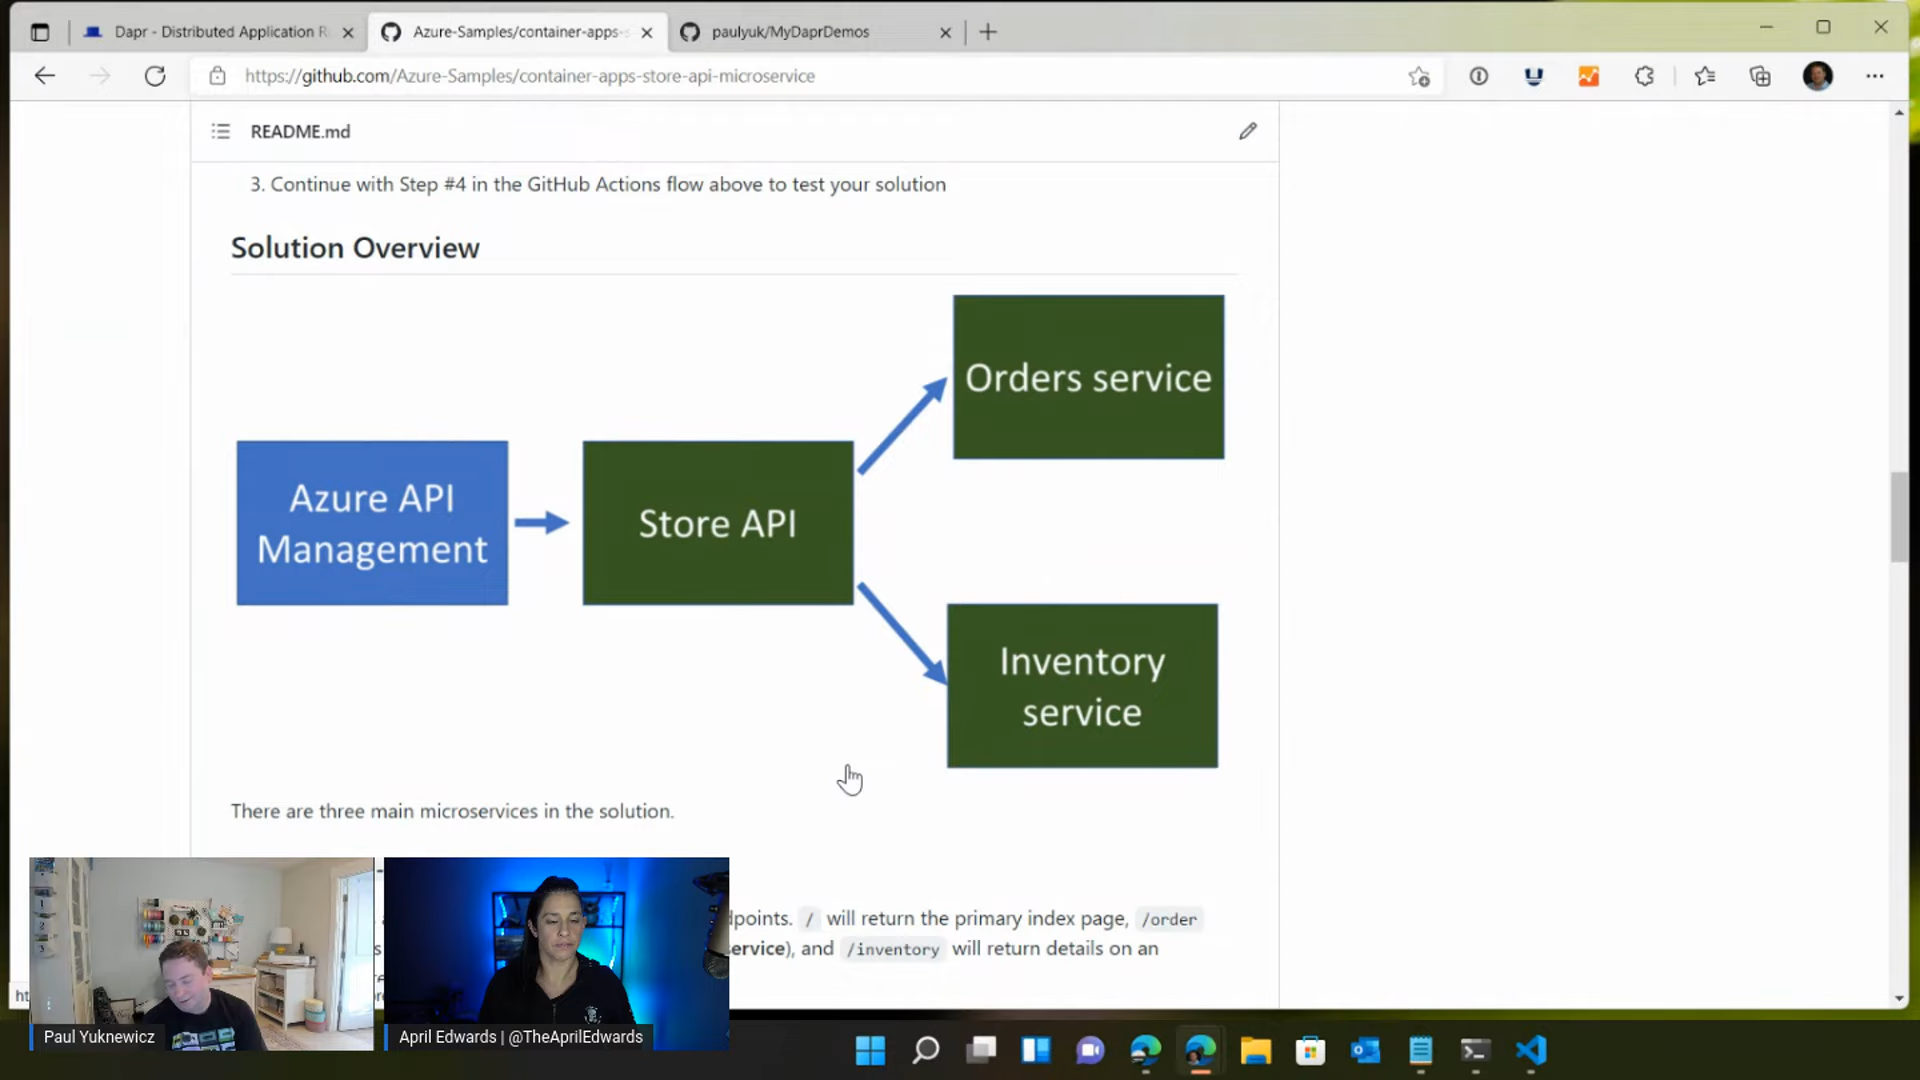 Dapr - Distributed Application R
Azure-Samples/container-apps-
paulyuk/MyDaprDemos
https://github.com/Azure-Samples/container-apps-store-api-microservice
README.md
3. Continue with Step #4 in the GitHub Actions flow above to test your solution
Solution Overview
Orders service
Azure API
Management
Store API
Inventory
service
There are three main microservices in the solution.
dpoints. / will return the primary index page, /order
ervice), and /inventory will return details on an
ht
Paul Yuknewicz
April Edwards | @TheAprilEdwards